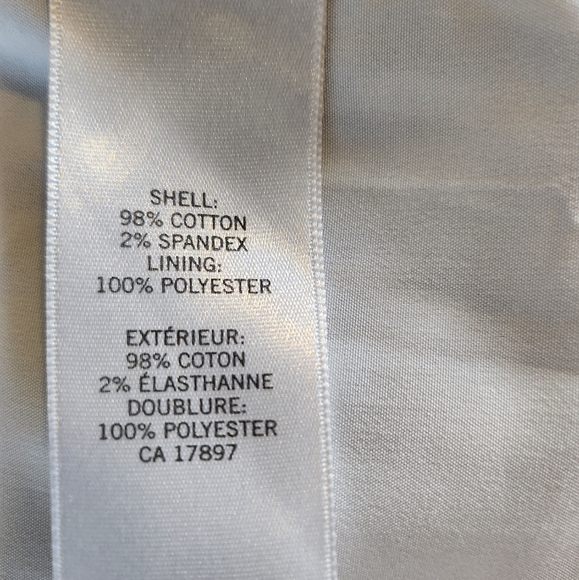 SHELL:
98% COTTON
2% SPANDEX
LINING:
100% POLYESTER
EXTÉRIEUR:
98% COTON
2% ÉLASTHANNE
DOUBLURE:
100% POLYESTER
CA 17897